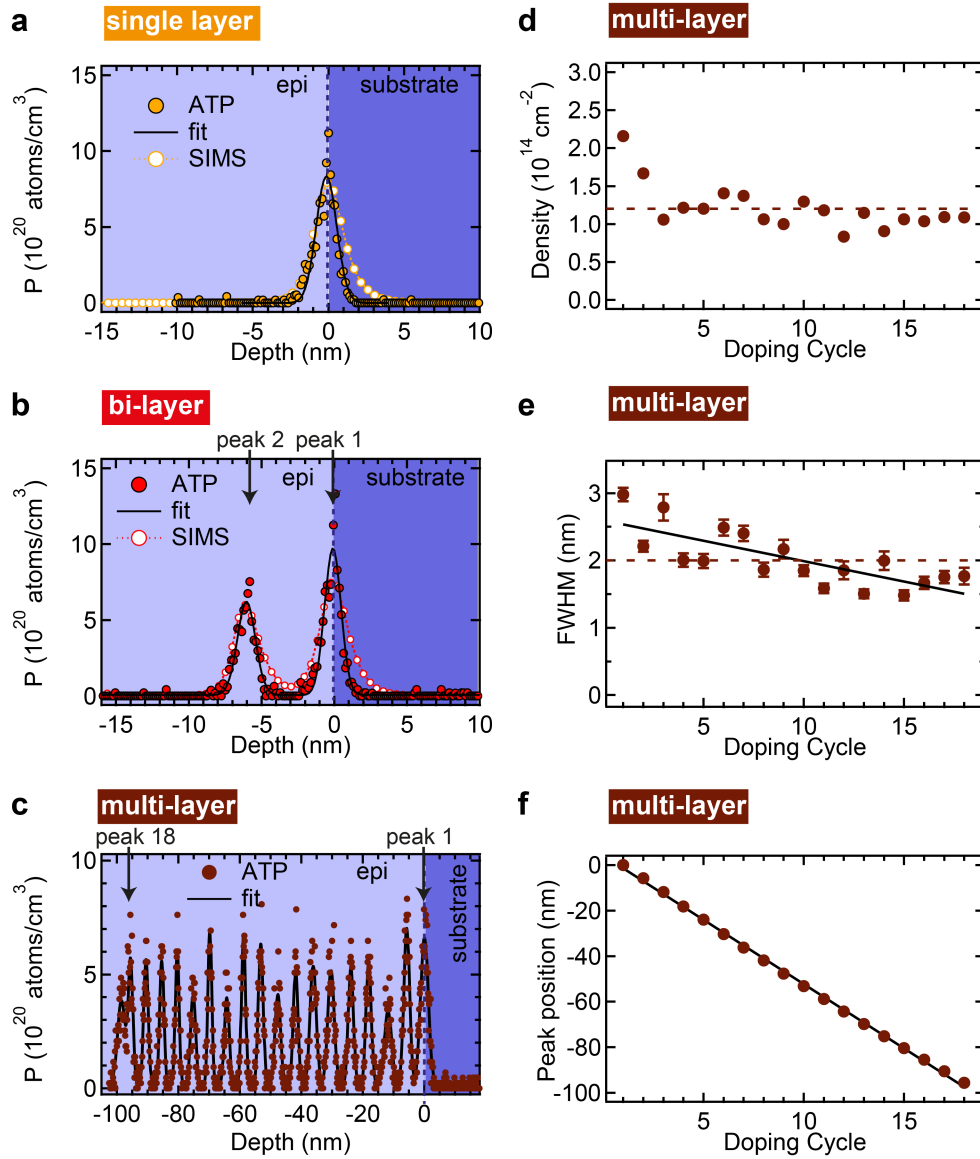 a
single layer
15
10
5
0
P (10^20 atoms/cm^3
epi
substrate
ATP
fit
SIMS
-15
-10
-5
0
5
10
Depth (nm)
b
bi-layer
peak 2
peak 1
15
10
5
0
P (10^20 atoms/cm^3)
epi
substrate
ATP
fit
SIMS
-15
-10
-5
0
5
10
Depth (nm)
c
multi-layer
peak 18
peak 1
10
5
0
P (10^20 atoms/cm^3)
ATP
fit
epi
substrate
-100
-80
-60
-40
-20
0
Depth (nm)
d
multi-layer
3.0
2.5
2.0
1.5
1.0
0.5
0.0
Density (10^14 cm^-2)
5
10
15
Doping Cycle
e
multi-layer
3
2
1
0
FWHM (nm)
5
10
15
Doping Cycle
f
multi-layer
0
-20
-40
-60
-80
-100
Peak position (nm)
5
10
15
Doping Cycle